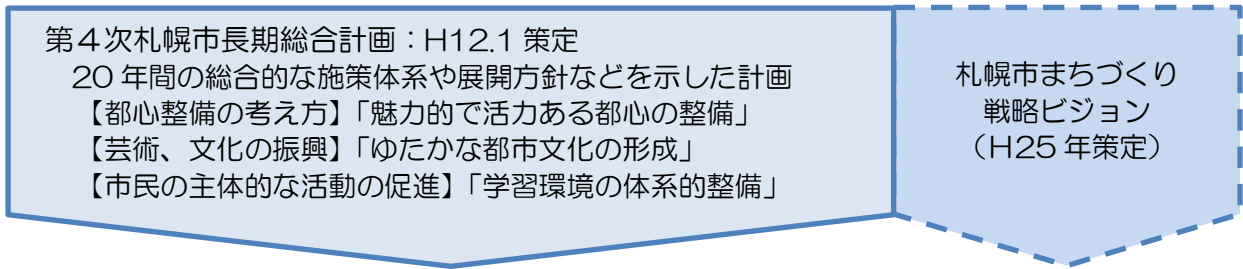 第４次札幌市長期総合計画：H12.1 策定
20 年間の総合的な施策体系や展開方針などを示した計画
【都心整備の考え方】「魅力的で活力ある都心の整備」
【芸術、文化の振興】「ゆたかな都市文化の形成」
【市民の主体的な活動の促進】「学習環境の体系的整備」
札幌市まちづくり
戦略ビジョン
（H25 年策定）